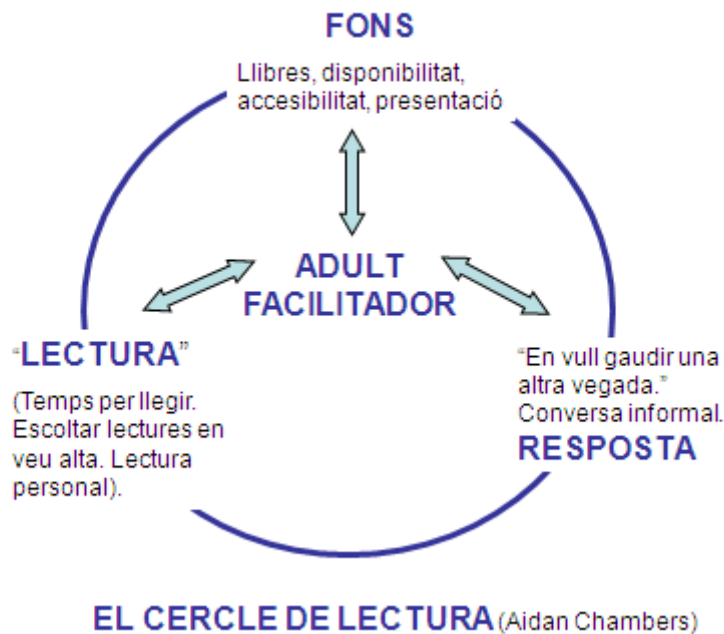 FONS
Llibres, disponibilitat,
accesibilitat, presentació
ADULT
FACILITADOR
“LECTURA”
(Temps per llegir.
Escoltar lectures en
veu alta. Lectura
personal).
“En vull gaudir una
altra vegada.”
Conversa informal.
RESPOSTA
EL CERCLE DE LECTURA (Aidan Chambers)